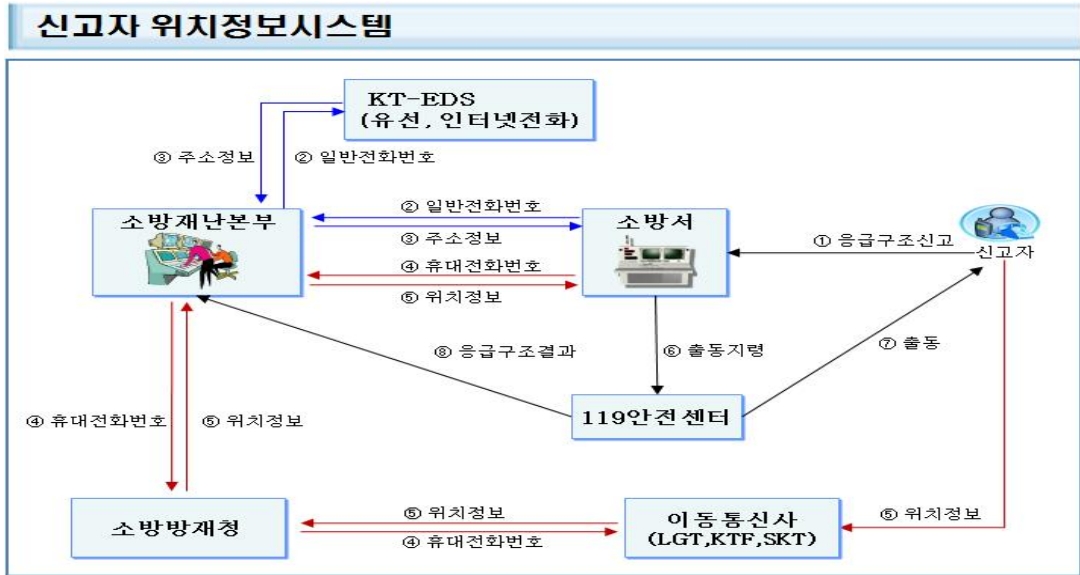 신고자 위치정보시스템
KT-EDS
(유선, 인터넷전화)
③ 주소정보
② 일반전화번호
소방재난본부
② 일반전화번호
③ 주소정보
④ 휴대전화번호
⑤ 위치정보
소방서
① 응급구조신고
신고자
⑧ 응급구조결과
⑥ 출동지령
⑦ 출동
④ 휴대전화번호
⑤ 위치정보
119안전센터
소방방재청
⑤ 위치정보
④ 휴대전화번호
이동통신사
(LGT,KTF,SKT)
⑤ 위치정보